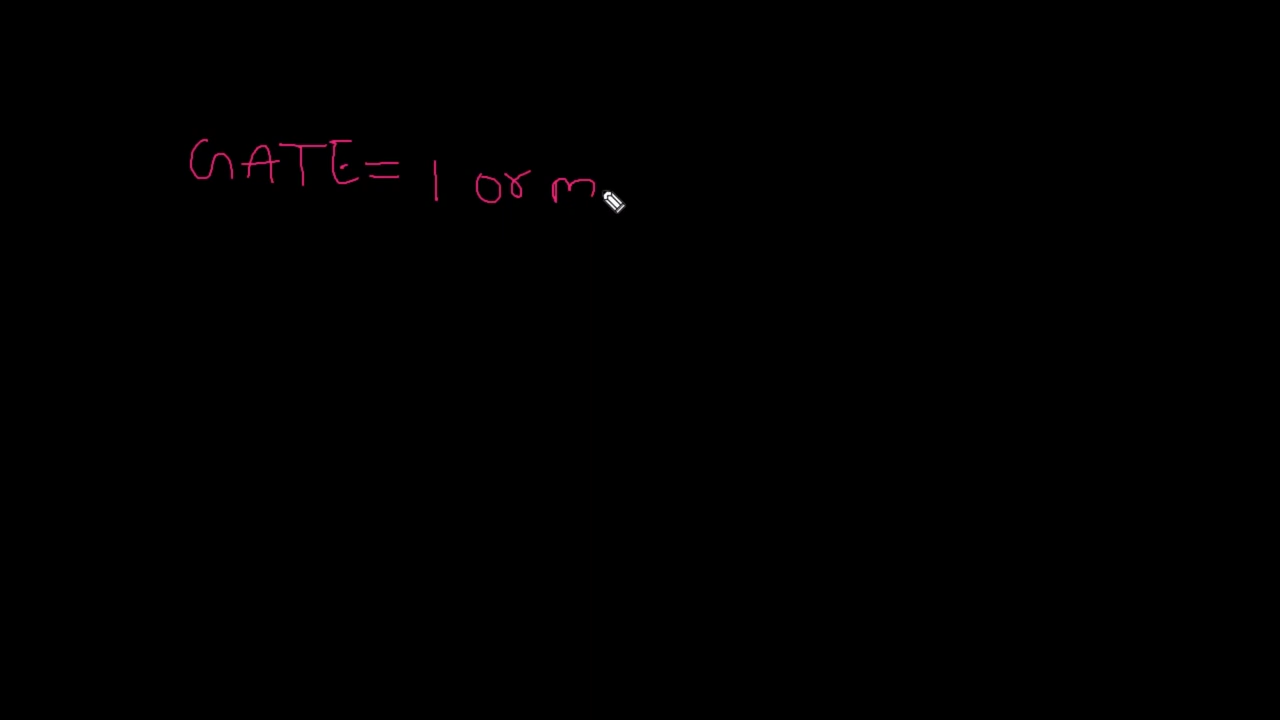 GATE = 1 or m